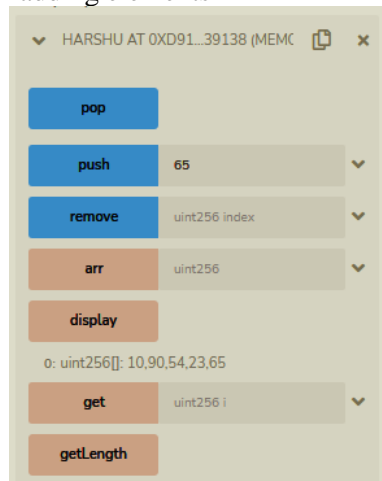 HARSHU AT 0XD91...39138 (MEMO
pop
push 65
remove uint256 index
arr uint256
display
0: uint256[]: 10,90,54,23,65
get uint256 i
getLength